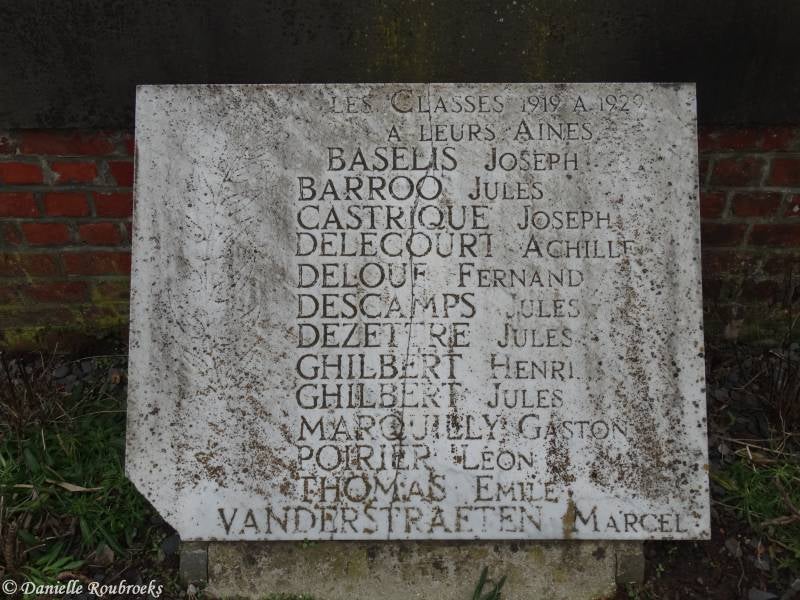 LES CLASSES 1919 A 1929
A LEURS AINES
BASELIS JOSEPH
BARROO JULES
CASTRIQUE JOSEPH
DELECOURT ACHILLE
DELOUF FERNAND
DESCAMPS JULES
DEZETTRE JULES
GHILBERT HENRI
GHILBERT JULES
MARQUILLY GASTON
POIRIER LÉON
THOMAS EMILE
VANDERSTRAETEN MARCEL
© Danielle Roubroeks